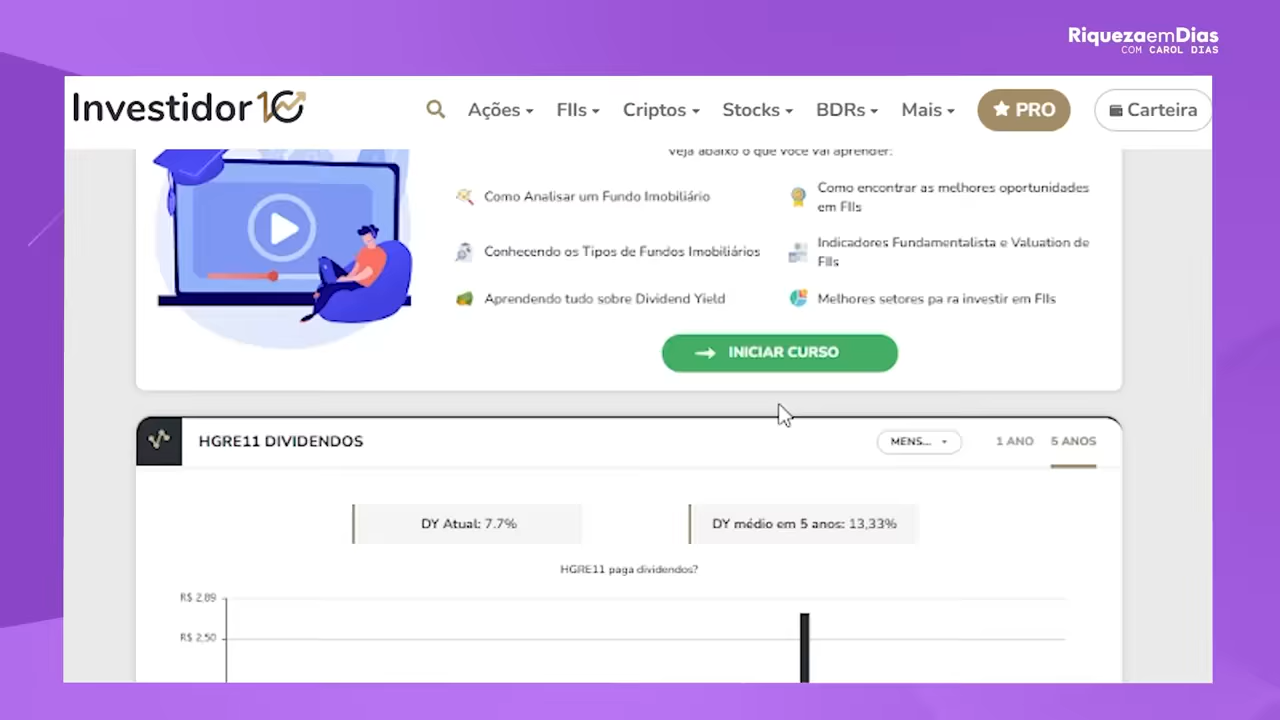 RiquezaemDias
COM CAROL DIAS
Investidor10
Ações
FIIs
Criptos
Stocks
BDRs
Mais
PRO
Carteira
Veja abaixo o que você vai aprender:
Como Analisar um Fundo Imobiliário
Como encontrar as melhores oportunidades
em FIIs
Conhecendo os Tipos de Fundos Imobiliários
Indicadores Fundamentalista e Valuation de
FIIs
Aprendendo tudo sobre Dividend Yield
Melhores setores pa ra investir em FIIs
INICIAR CURSO
HGRE11 DIVIDENDOS
MENS...
1 ANO
5 ANOS
DY Atual: 7.7%
DY médio em 5 anos: 13,33%
HGRE11 paga dividendos?
R$ 2,89
R$ 2,50